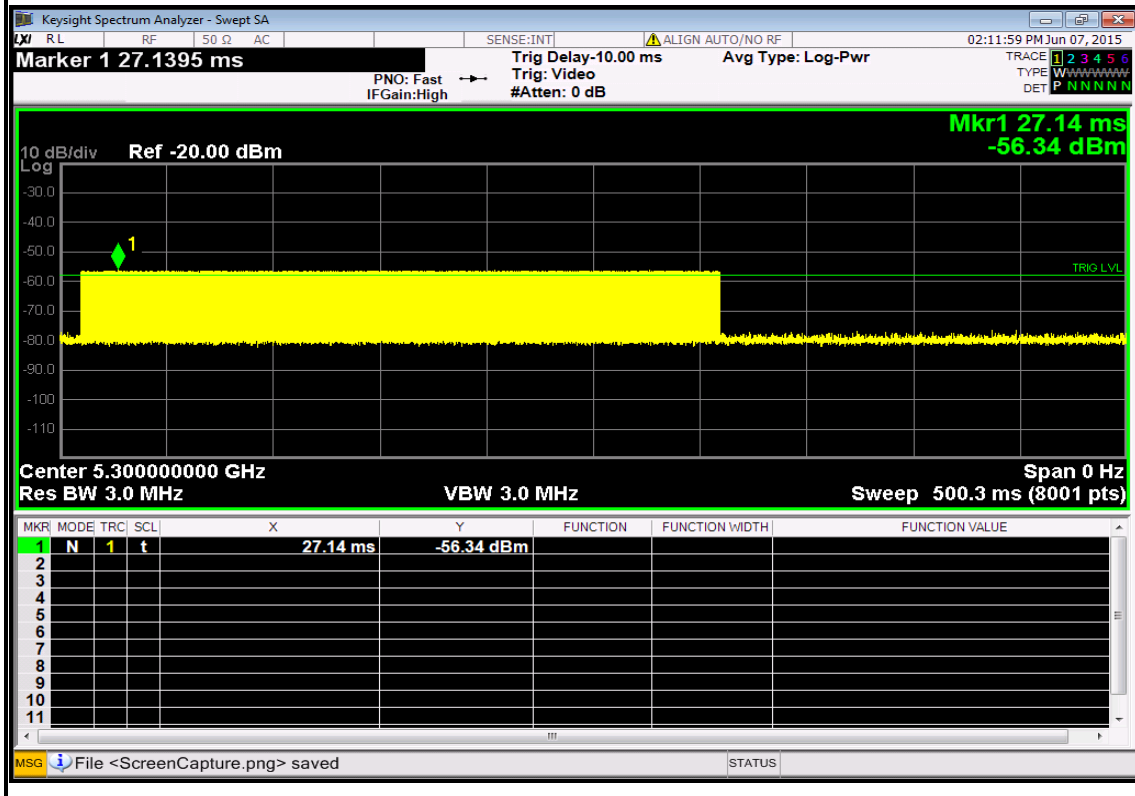 Keysight Spectrum Analyzer - Swept SA
LXI RL RF 50 Ω AC SENSE:INT ALIGN AUTO/NO RF 02:11:59 PM Jun 07, 2015
Marker 1 27.1395 ms Trig Delay-10.00 ms Avg Type: Log-Pwr TRACE 1 2 3 4 5 6
PNO: Fast Trig: Video TYPE WWWWWW
IFGain:High #Atten: 0 dB DET P N N N N N
Mkr1 27.14 ms
10 dB/div Ref -20.00 dBm -56.34 dBm
Log
-30.0
-40.0
1
-50.0
TRIG LVL
-60.0
-70.0
-80.0
-90.0
-100
-110
Center 5.300000000 GHz Span 0 Hz
Res BW 3.0 MHz VBW 3.0 MHz Sweep 500.3 ms (8001 pts)
MKR MODE TRC SCL X Y FUNCTION FUNCTION WIDTH FUNCTION VALUE
1 N 1 t 27.14 ms -56.34 dBm
2
3
4
5
6
7
8
9
10
11
MSG File <ScreenCapture.png> saved STATUS